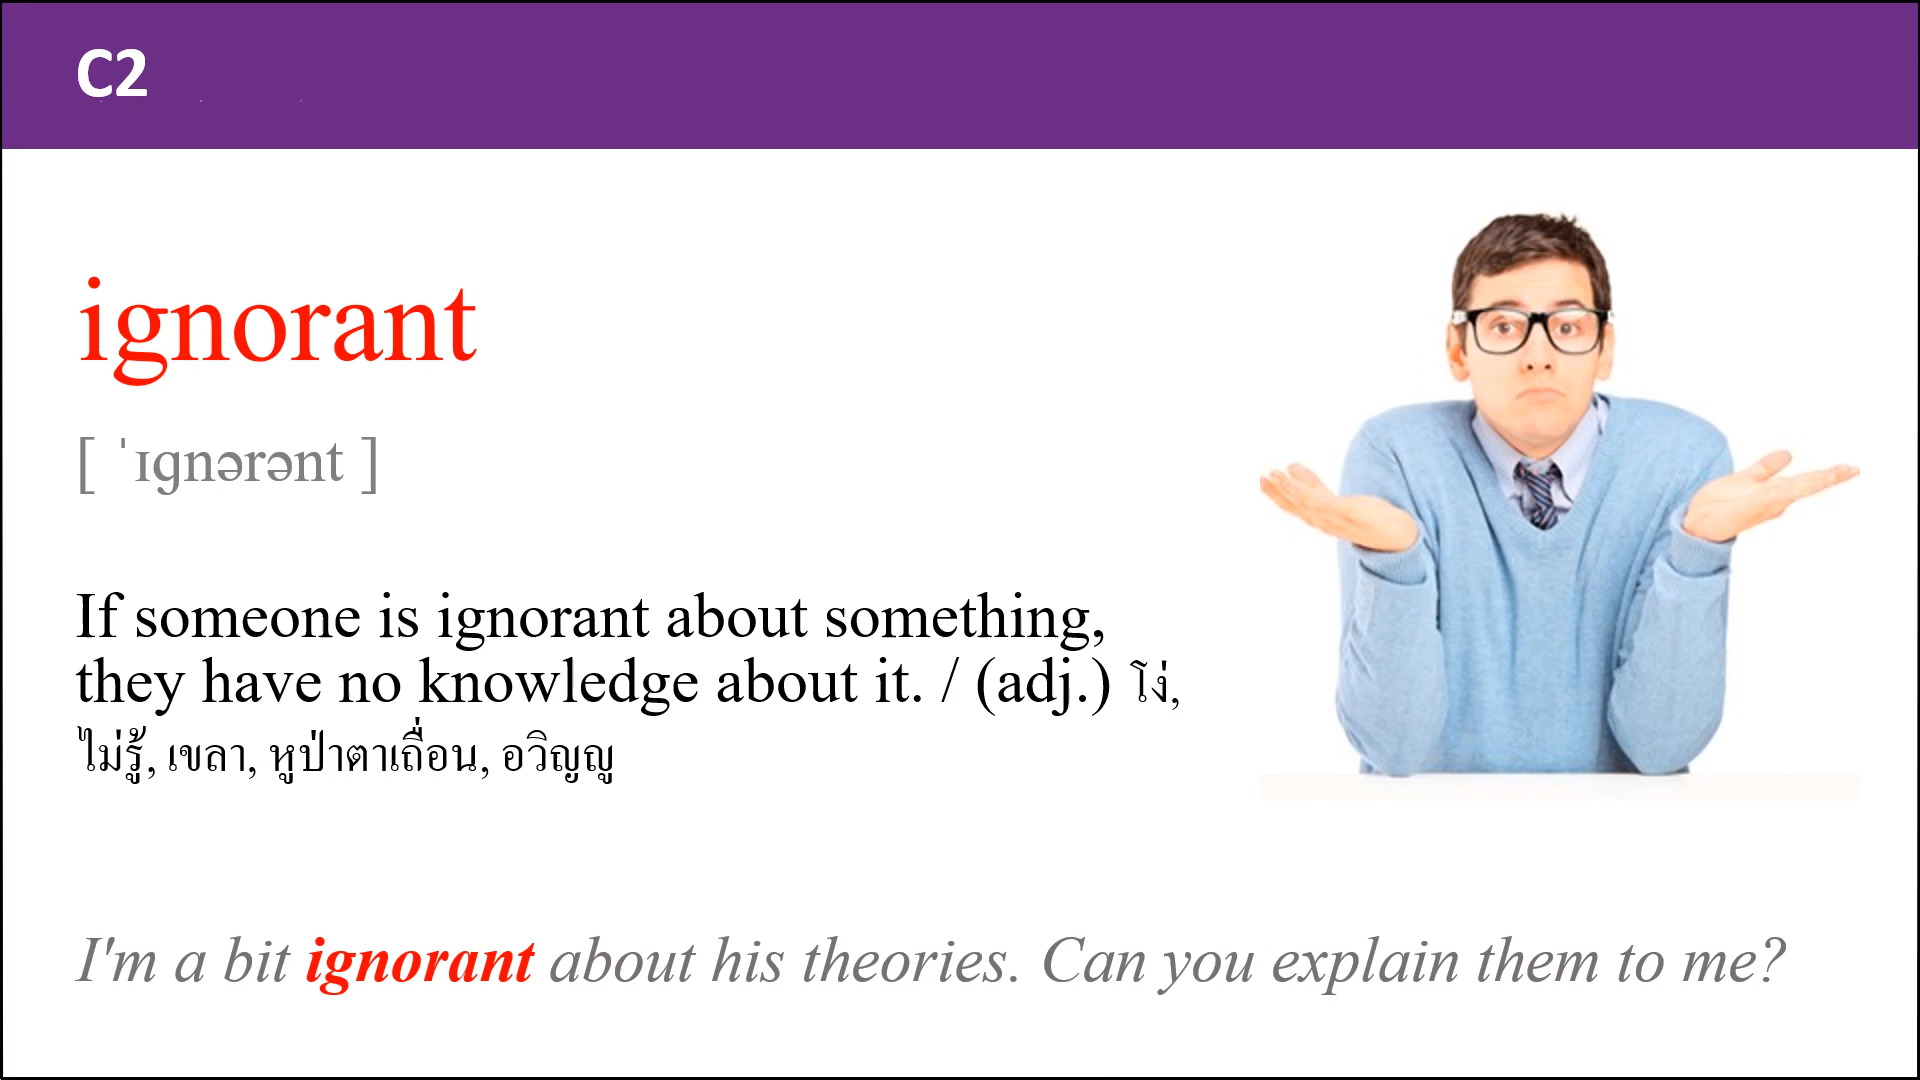 C2
ignorant
[ ˈɪɡnərənt ]
If someone is ignorant about something,
they have no knowledge about it. / (adj.) โง่,
ไม่รู้, เขลา, หูป่าตาเถื่อน, อวิญญู
I'm a bit ignorant about his theories. Can you explain them to me?